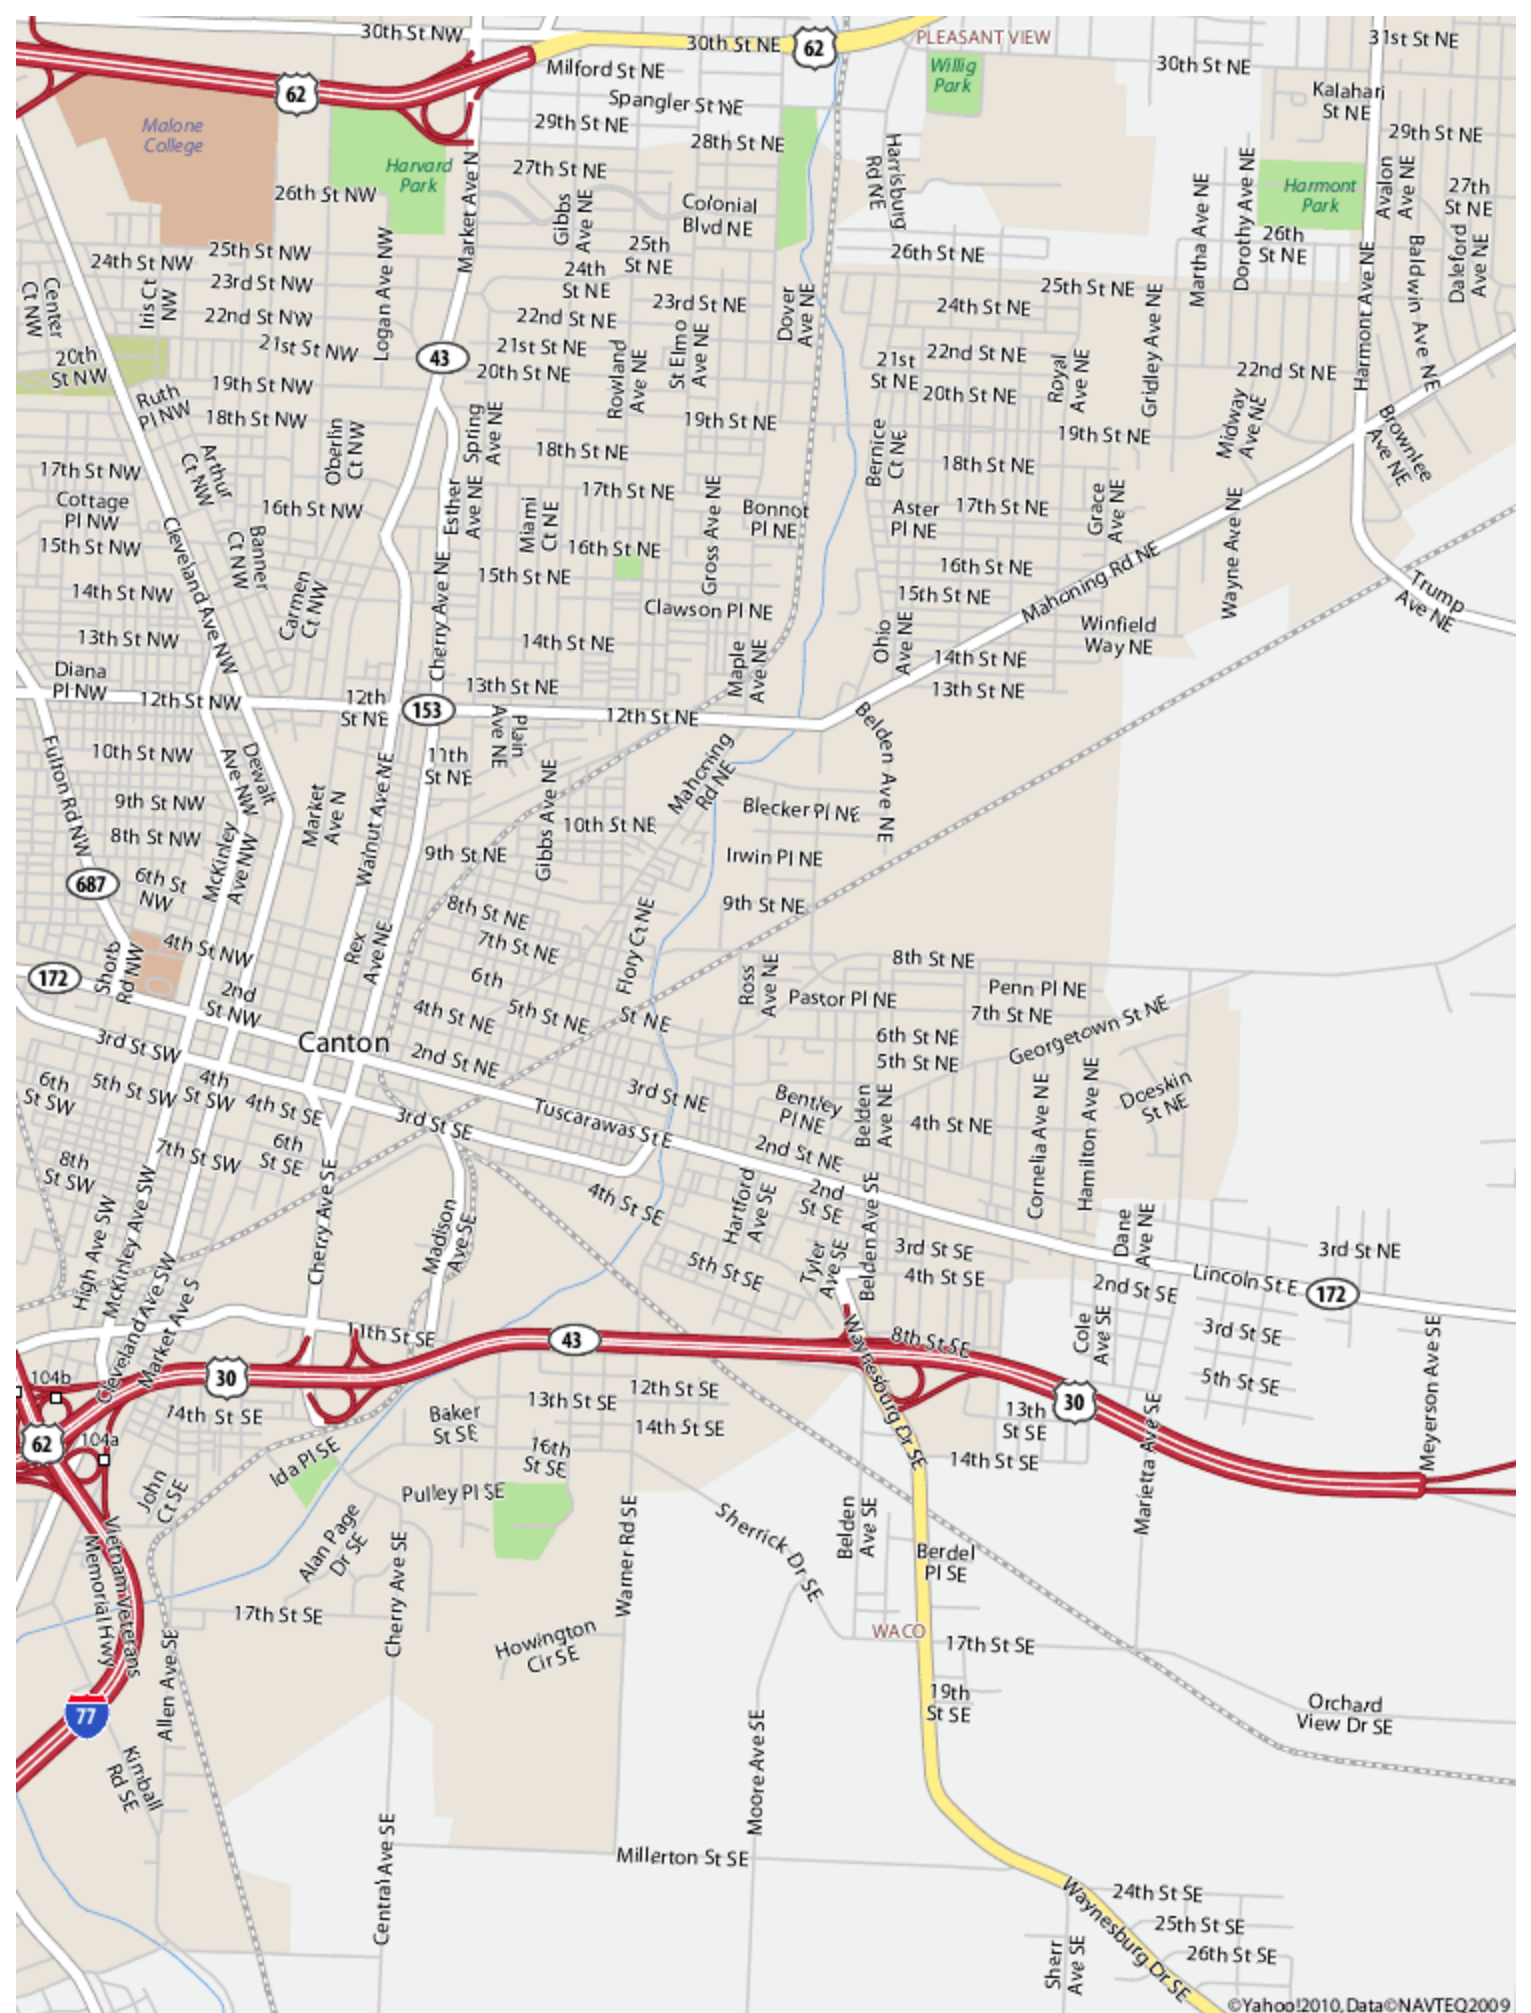 30th St NW
30th St NE
62
PLEASANT VIEW
31st St NE
62
Milford St NE
Willig
Park
30th St NE
Kalahari
St NE
Spangler St NE
Malone
College
29th St NE
28th St NE
29th St NE
Harvard
Park
27th St NE
Harrisburg
Rd NE
26th St NW
Market Ave N
Gibbs
Ave NE
Colonial
Blvd NE
Martha Ave NE
Dorothy Ave NE
Harmont
Park
Avalon
Ave NE
27th
St NE
25th St NW
24th St NW
25th
St NE
26th St NE
26th
St NE
Daleford
Ave NE
Baldwin Ave NE
Center
Ct NW
Iris Ct
NW
23rd St NW
Logan Ave NW
24th
St NE
23rd St NE
Dover
Ave NE
25th St NE
24th St NE
22nd St NW
22nd St NE
Harmont Ave NE
21st St NW
43
21st St NE
Rowland
Ave NE
St Elmo
Ave NE
21st
St NE
22nd St NE
Royal
Ave NE
Gridley Ave NE
20th
St NW
20th St NE
22nd St NE
Ruth
Pl NW
19th St NW
20th St NE
18th St NW
Oberlin
Ct NW
Spring
Ave NE
19th St NE
Bernice
Ct NE
19th St NE
Midway
Ave NE
Brownlee
Ave NE
18th St NE
18th St NE
17th St NW
Arthur
Ct NW
Cottage
Pl NW
16th St NW
Esther
Ave NE
17th St NE
Miami
Ct NE
Gross Ave NE
Bonnot
Pl NE
Aster
Pl NE
17th St NE
Grace
Ave NE
15th St NW
Cleveland Ave NW
Banner
Ct NW
16th St NE
Mahoning Rd NE
Wayne Ave NE
14th St NW
Carmen
Ct NW
Cherry Ave NE
15th St NE
16th St NE
15th St NE
Trump
Ave NE
13th St NW
Clawson Pl NE
Winfield
Way NE
14th St NE
Ohio
Ave NE
Diana
Pl NW
12th St NW
12th
St NE
153
13th St NE
Maple
Ave NE
14th St NE
13th St NE
12th St NE
Plain
Ave NE
Belden Ave NE
Fulton Rd NW
10th St NW
Dewalt
Ave NW
11th
St NE
Mahoning
Rd NE
9th St NW
Market
Ave N
Walnut Ave NE
Gibbs Ave NE
Blecker Pl NE
8th St NW
10th St NE
687
6th St
NW
McKinley
Ave NW
9th St NE
Irwin Pl NE
8th St NE
9th St NE
4th St NW
Rex
Ave NE
7th St NE
Flory Ct NE
8th St NE
172
Shorb
Rd NW
2nd
St NW
6th
St NE
Ross
Ave NE
Pastor Pl NE
Penn Pl NE
7th St NE
4th St NE
5th St NE
6th St NE
Georgetown St NE
3rd St SW
Canton
2nd St NE
5th St NE
6th
St SW
5th St SW
4th
St SW
4th St SE
3rd St SE
Tuscarawas St E
3rd St NE
Bentley
Pl NE
Belden
Ave NE
4th St NE
Cornelia Ave NE
Hamilton Ave NE
Doeskin
St NE
8th
St SW
7th St SW
6th
St SE
2nd St NE
High Ave SW
McKinley Ave SW
Cherry Ave SE
Madison
Ave SE
4th St SE
Hartford
Ave SE
2nd
St SE
Belden Ave SE
Dane
Ave NE
3rd St NE
Cleveland Ave SW
Market Ave S
5th St SE
Tyler
Ave SE
3rd St SE
4th St SE
2nd St SE
Lincoln St E
172
11th St SE
43
Waynesburg Dr SE
8th St SE
Cole
Ave SE
3rd St SE
104b
30
12th St SE
5th St SE
Meyerson Ave SE
62
104a
14th St SE
13th St SE
Baker
St SE
14th St SE
13th
St SE
30
Marietta Ave SE
Ida Pl SE
16th
St SE
14th St SE
John
Ct SE
Pulley Pl SE
Alan Page
Dr SE
Cherry Ave SE
Warner Rd SE
Sherrick Dr SE
Belden
Ave SE
Berdel
Pl SE
Vietnam Veterans
Memorial Hwy
17th St SE
Howington
Cir SE
WACO
17th St SE
Allen Ave SE
19th
St SE
Orchard
View Dr SE
77
Kimball
Rd SE
Moore Ave SE
Central Ave SE
Millerton St SE
Waynesburg Dr SE
24th St SE
25th St SE
Sherr
Ave SE
26th St SE
©Yahoo!2010, Data©NAVTEQ2009